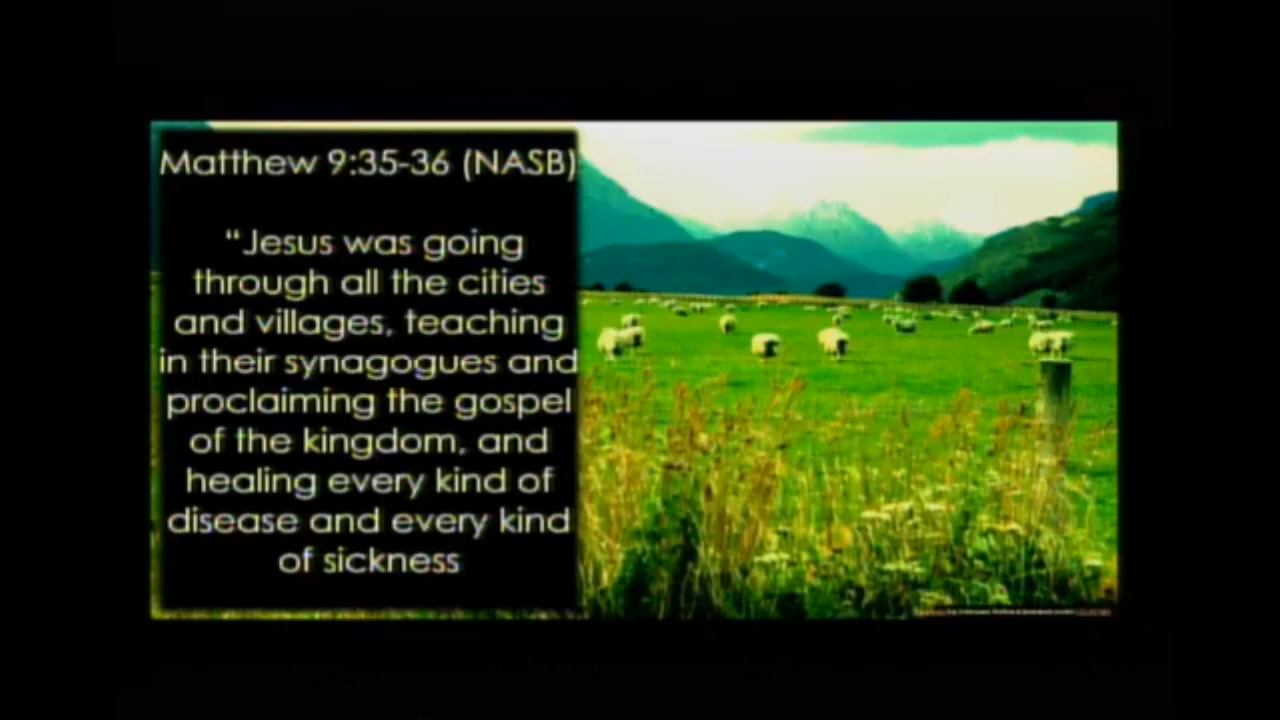 Matthew 9:35-36 (NASB)
“Jesus was going
through all the cities
and villages, teaching
in their synagogues and
proclaiming the gospel
of the kingdom, and
healing every kind of
disease and every kind
of sickness